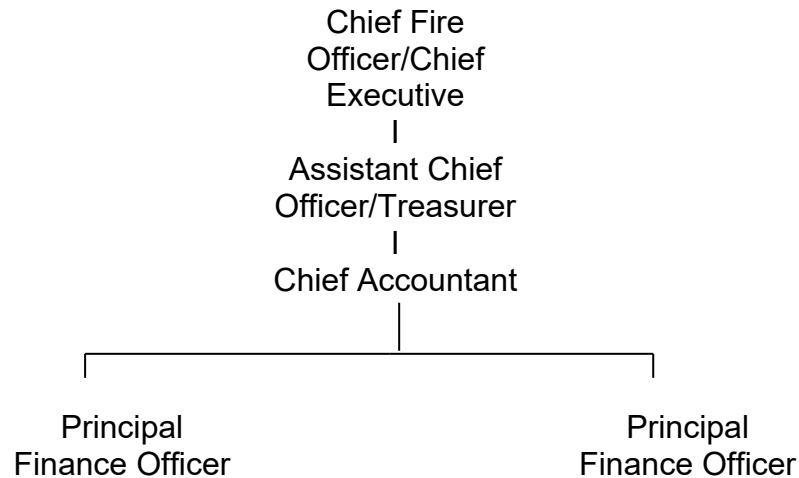 Chief Fire
Officer/Chief
Executive
Assistant Chief
Officer/Treasurer
Chief Accountant
Principal
Finance Officer
Principal
Finance Officer